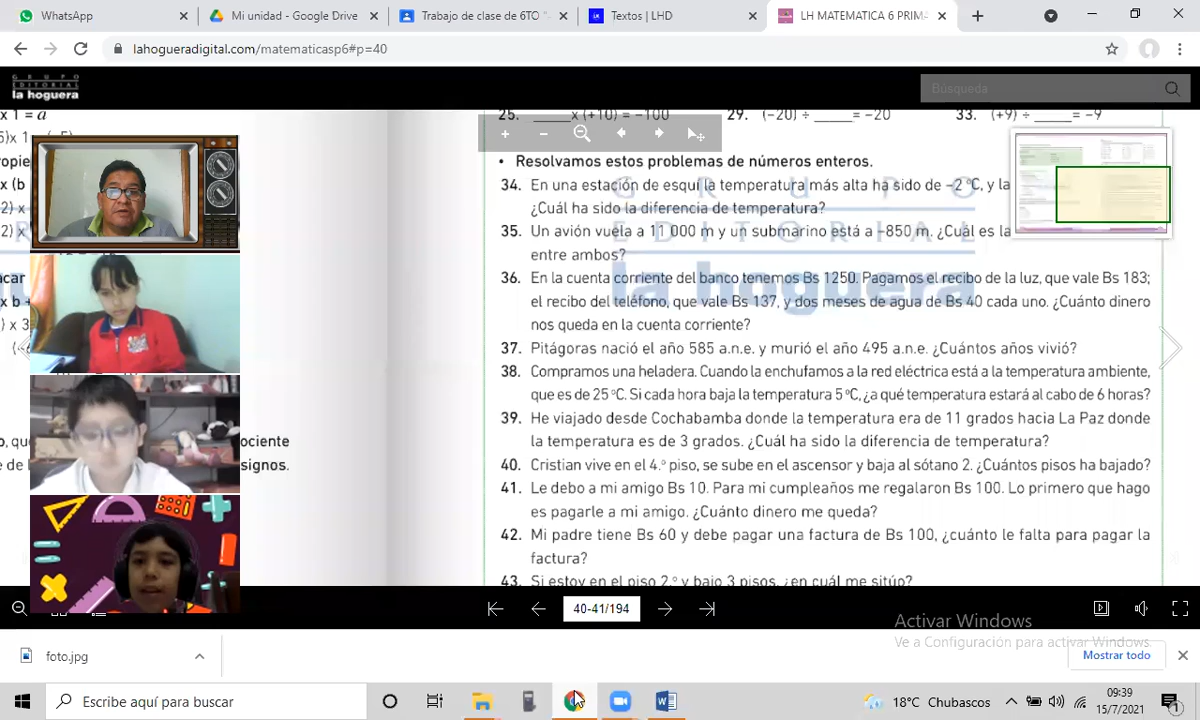 WhatsApp
Mi unidad - Google Drive
Trabajo de clase de 6TO "
Textos | LHD
LH MATEMATICA 6 PRIMA
lahogueradigital.com/matematicasp6#p=40
GRUPO
EDITORIAL
la hoguera
Búsqueda
x 1 = a
25. _____x (+10) = −100
29. (−20) ÷ _____ = −20
33. (+9) ÷ _____ = −9
• Resolvamos estos problemas de números enteros.
34. En una estación de esquí la temperatura más alta ha sido de −2 °C, y la
¿Cuál ha sido la diferencia de temperatura?
35. Un avión vuela a 11 000 m y un submarino está a −850 m. ¿Cuál es la
entre ambos?
36. En la cuenta corriente del banco tenemos Bs 1250. Pagamos el recibo de la luz, que vale Bs 183;
el recibo del teléfono, que vale Bs 137, y dos meses de agua de Bs 40 cada uno. ¿Cuánto dinero
nos queda en la cuenta corriente?
37. Pitágoras nació el año 585 a.n.e. y murió el año 495 a.n.e. ¿Cuántos años vivió?
38. Compramos una heladera. Cuando la enchufamos a la red eléctrica está a la temperatura ambiente,
que es de 25 °C. Si cada hora baja la temperatura 5 °C, ¿a qué temperatura estará al cabo de 6 horas?
39. He viajado desde Cochabamba donde la temperatura era de 11 grados hacia La Paz donde
la temperatura es de 3 grados. ¿Cuál ha sido la diferencia de temperatura?
40. Cristian vive en el 4.º piso, se sube en el ascensor y baja al sótano 2. ¿Cuántos pisos ha bajado?
41. Le debo a mi amigo Bs 10. Para mi cumpleaños me regalaron Bs 100. Lo primero que hago
es pagarle a mi amigo. ¿Cuánto dinero me queda?
42. Mi padre tiene Bs 60 y debe pagar una factura de Bs 100, ¿cuánto le falta para pagar la
factura?
43. Si estoy en el piso 2.º y bajo 3 pisos, ¿en cuál me sitúo?
GRUPO
EDITORIAL
la hoguera
ociente
signos.
40-41/194
Activar Windows
Ve a Configuración para activar Windows.
foto.jpg
Mostrar todo
Escribe aquí para buscar
18°C Chubascos
09:39
15/7/2021
1